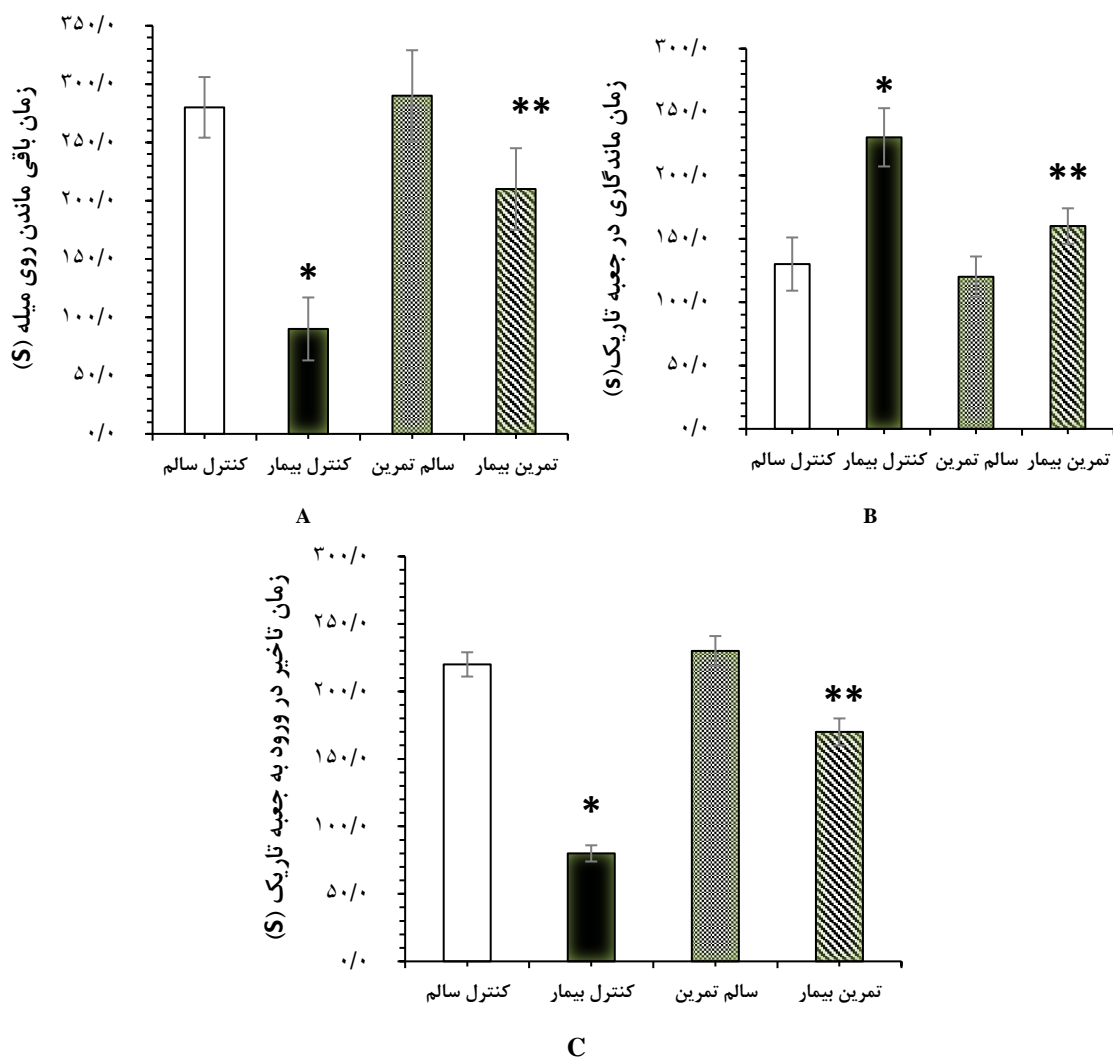 زمان باقی ماندن روی میله (S)
۳۵۰/۰
۳۰۰/۰
۲۵۰/۰
۲۰۰/۰
۱۵۰/۰
۱۰۰/۰
۵۰/۰
۰/۰
*
**
کنترل سالم
کنترل بیمار
سالم تمرین
تمرین بیمار
A
زمان ماندگاری در جعبه تاریک(s)
۳۰۰/۰
۲۵۰/۰
۲۰۰/۰
۱۵۰/۰
۱۰۰/۰
۵۰/۰
۰/۰
*
**
کنترل سالم
کنترل بیمار
سالم تمرین
تمرین بیمار
B
زمان تاخیر در ورود به جعبه تاریک (S)
۳۰۰/۰
۲۵۰/۰
۲۰۰/۰
۱۵۰/۰
۱۰۰/۰
۵۰/۰
۰/۰
*
**
کنترل سالم
کنترل بیمار
سالم تمرین
تمرین بیمار
C